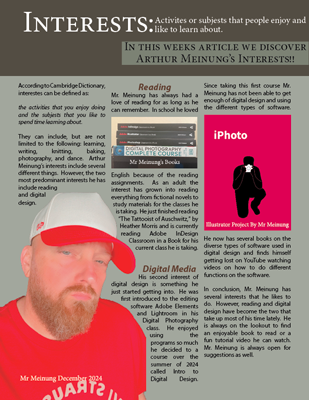 INTERESTS: Activites or subjests that people enjoy and
like to learn about.
IN THIS WEEKS ARTICLE WE DISCOVER
ARTHUR MEINUNG'S INTERESTS!!
According to Cambridge Dictionary,
interestes can be defined as:
the activities that you enjoy doing
and the subjects that you like to
spend time learning about.
They can include, but are not
limited to the following: learning,
writing, knitting, baking,
photography, and dance. Arthur
Meinung's interests include several
different things. However, the two
most predominant interests he has
include reading
and digital
design.
Mr Meinung December 2024
Reading
Mr. Meinung has always had a
love of reading for as long as he
can remember. In school he loved
DIGITAL PHOTOGRAPHY
COMPLETE COURSE
Mr Meinung's Books
English because of the reading
assignments. As an adult the
interest has grown into reading
everything from fictional novels to
study materials for the classes he
is taking. He just finished reading
"The Tattooist of Auschwitz," by
Heather Morris and is currently
reading Adobe InDesign
Classroom in a Book for his
current class he is taking.
Digital Media
His second interest of
digital design is something he
just started getting into. He was
first introduced to the editing
software Adobe Elements
and Lightroom in his
Digital Photography
class. He enjoyed
using the
programs so much
he decided to a
course over the
summer of 2024
called Intro to
Digital Design.
Since taking this first course Mr.
Meinung has not been able to get
enough of digital design and using
the different types of software.
iPhoto
Illustrator Project By Mr Meinung
He now has several books on the
diverse types of software used in
digital design and finds himself
getting lost on YouTube watching
videos on how to do different
functions on the software.
In conclusion, Mr. Meinung has
several interests that he likes to
do. However, reading and digital
design have become the two that
take up most of his time lately. He
is always on the lookout to find
an enjoyable book to read or a
fun tutorial video he can watch.
Mr. Meinung is always open for
suggestions as well.